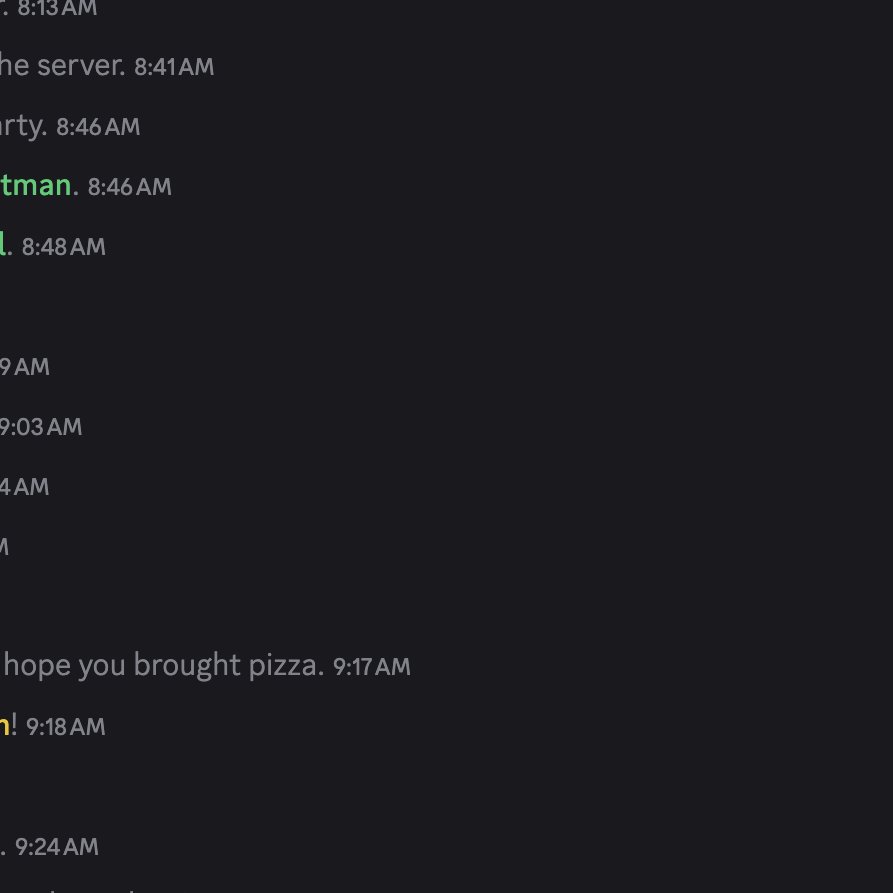 . 8:13 AM
he server. 8:41 AM
rty. 8:46 AM
tman. 8:46 AM
. 8:48 AM
9 AM
9:03 AM
4 AM
hope you brought pizza. 9:17 AM
! 9:18 AM
. 9:24 AM